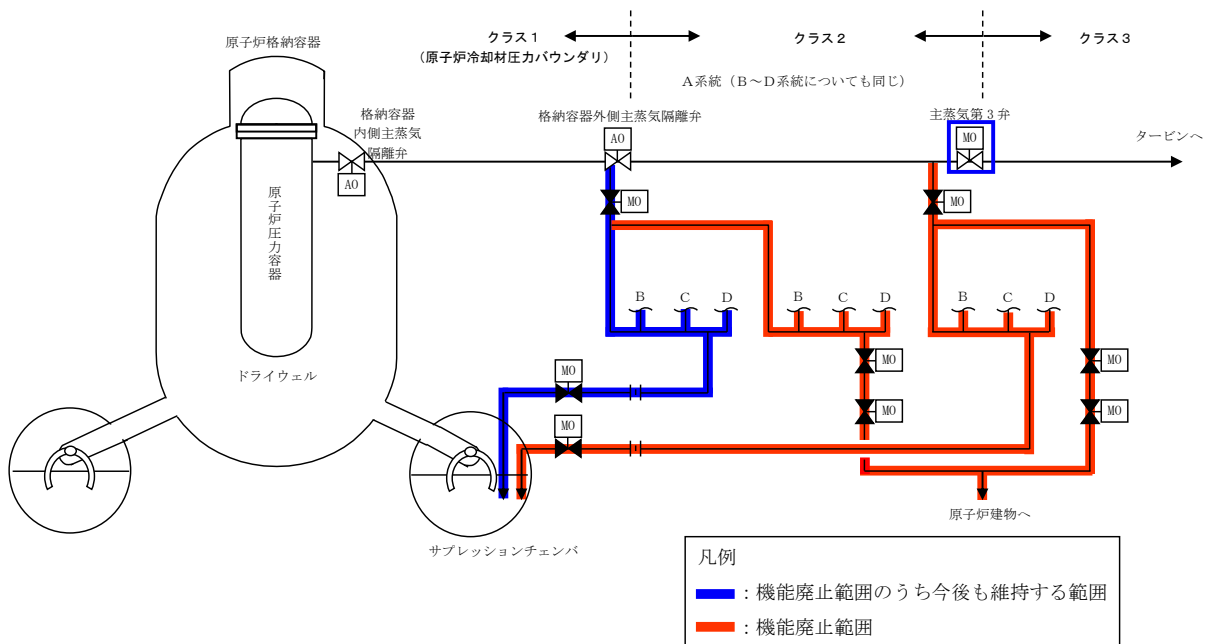 原子炉格納容器
クラス1
(原子炉冷却材圧力バウンダリ)
クラス2
クラス3
A系統(B~D系統についても同じ)
格納容器
内側主蒸気
隔離弁
格納容器外側主蒸気隔離弁
主蒸気第3弁
AO
MO
タービンへ
AO
原子炉圧力容器
MO
MO
B
C
D
B
C
D
B
C
D
MO
MO
MO
ドライウェル
MO
MO
MO
原子炉建物へ
サプレッションチェンバ
凡例
:機能廃止範囲のうち今後も維持する範囲
:機能廃止範囲